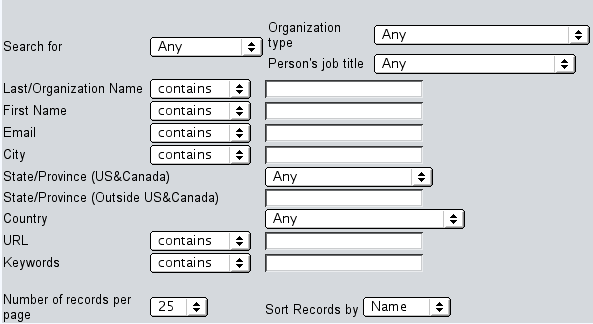 Search for Any Organization type Any
Person's job title Any
Last/Organization Name contains
First Name contains
Email contains
City contains
State/Province (US&Canada) Any
State/Province (Outside US&Canada)
Country Any
URL contains
Keywords contains
Number of records per page 25 Sort Records by Name